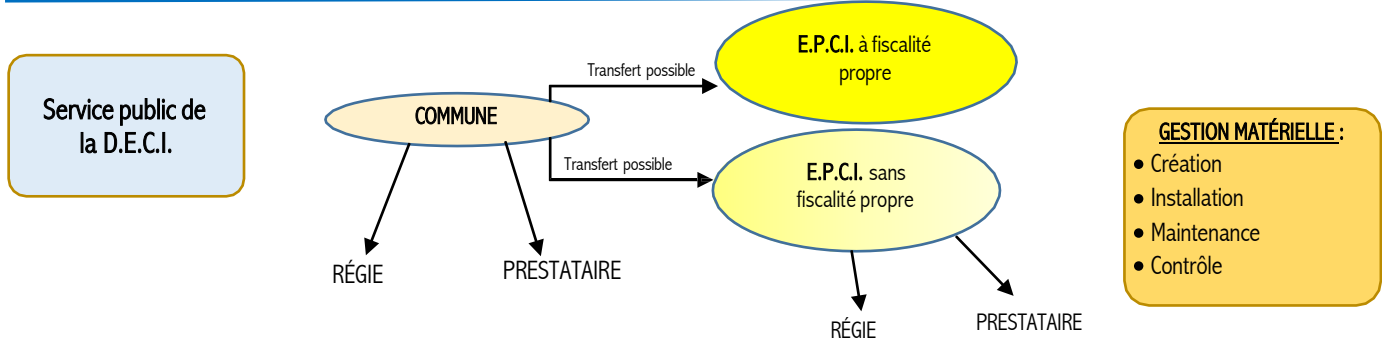 Service public de
la D.E.C.I.
COMMUNE
Transfert possible
E.P.C.I. à fiscalité
propre
Transfert possible
E.P.C.I. sans
fiscalité propre
RÉGIE
PRESTATAIRE
RÉGIE
PRESTATAIRE
GESTION MATÉRIELLE :
• Création
• Installation
• Maintenance
• Contrôle